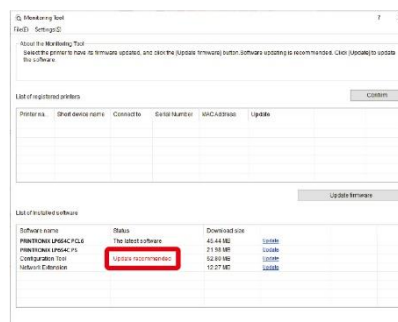 Monitoring Tool
File(F) Settings(S)
About the Monitoring Tool
Select the printer to have its firmware updated, and click the [Update firmware] button. Software updating is recommended. Click [Update] to update the software.
List of registered printers
Confirm
Printer na... Short device name Connect to Serial Number MAC Address Update
Update firmware
List of installed software
Software name Status Download size
PRINTRONIX LP654C PCL6 The latest software 45.44 MB Update
PRINTRONIX LP654C PS 21.98 MB Update
Configuration Tool Update recommended 52.80 MB Update
Network Extension 12.27 MB Update